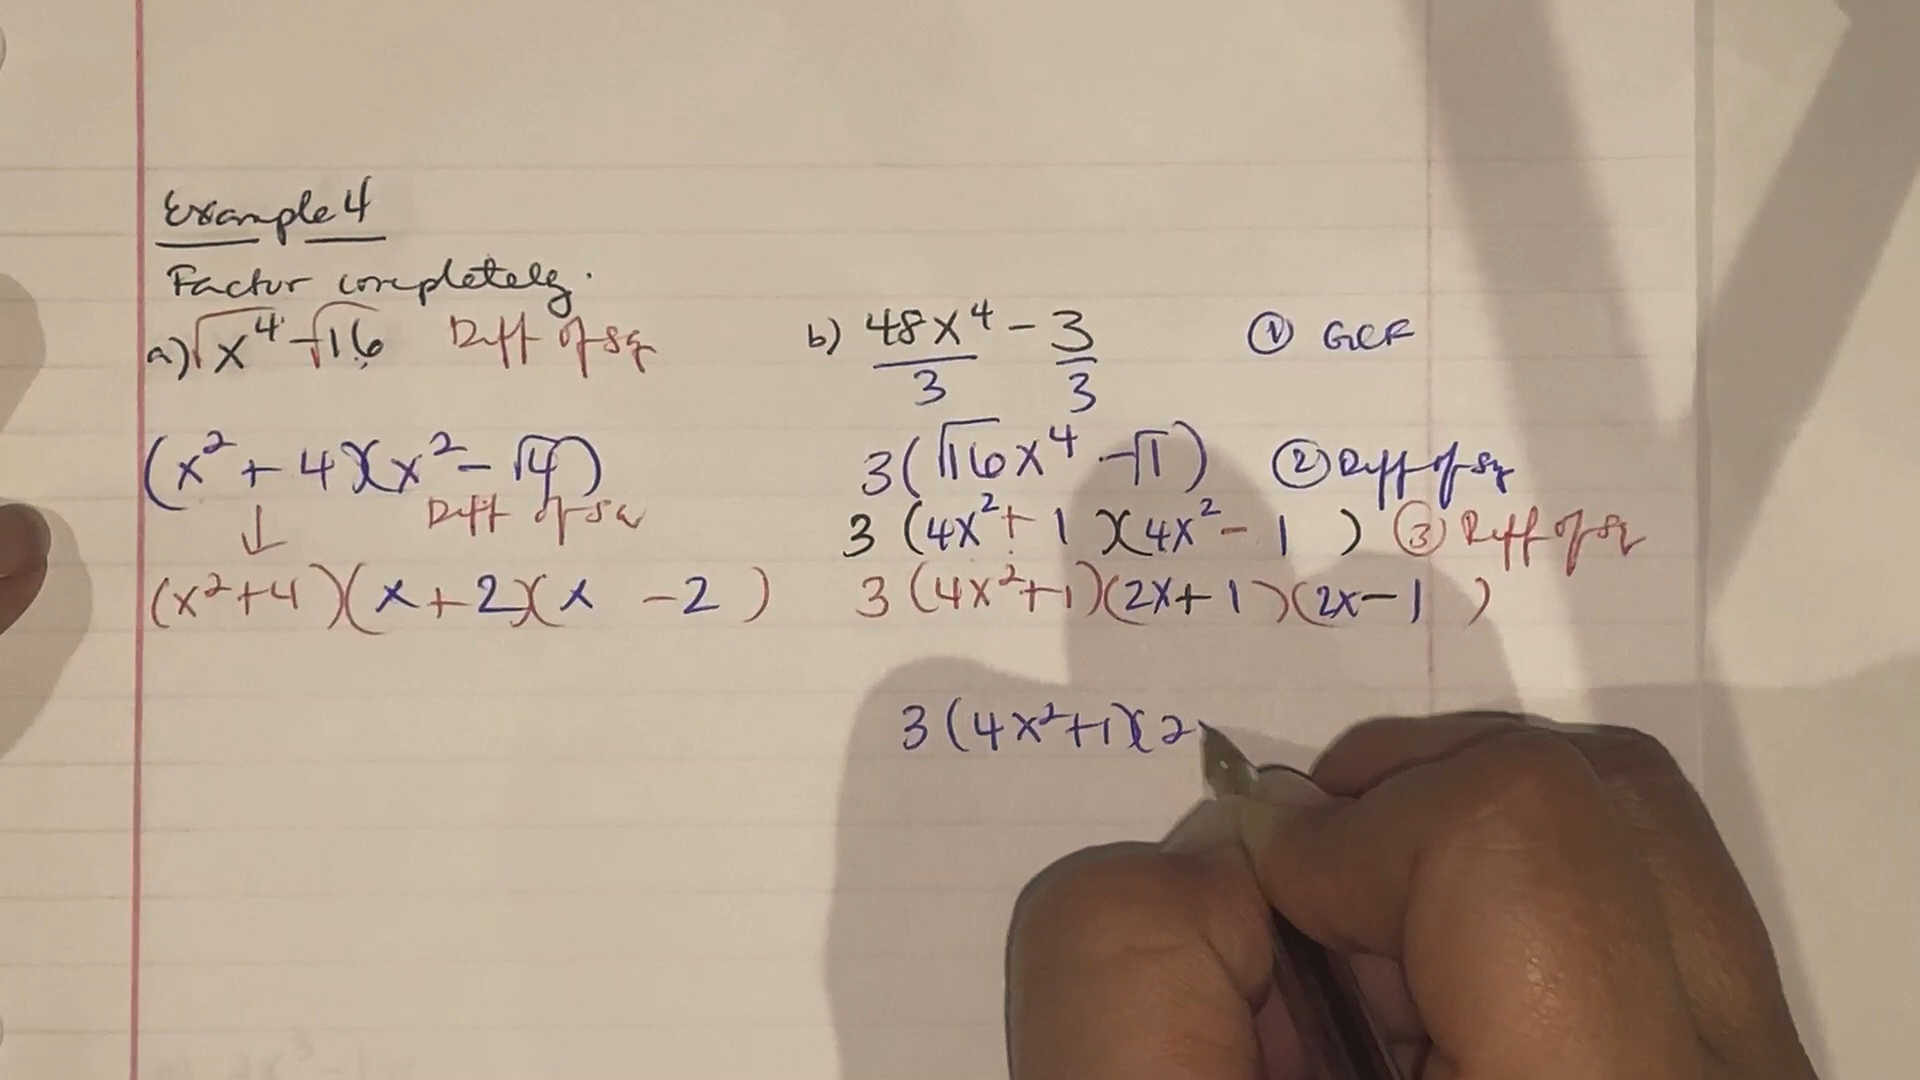 Example 4
Factor completely.
a) √x⁴ - √16 Diff of sq
(x² + 4)(x² - √4)
Diff of sq
↓
(x²+4)(x+2)(x - 2)
b) 48x⁴/3 - 3/3 ① GCF
3(√16x⁴ - √1) ② Diff of sq
3 (4x² + 1)(4x² - 1) ③ Diff of sq
3 (4x²+1)(2x+1)(2x-1)
3(4x²+1)(2